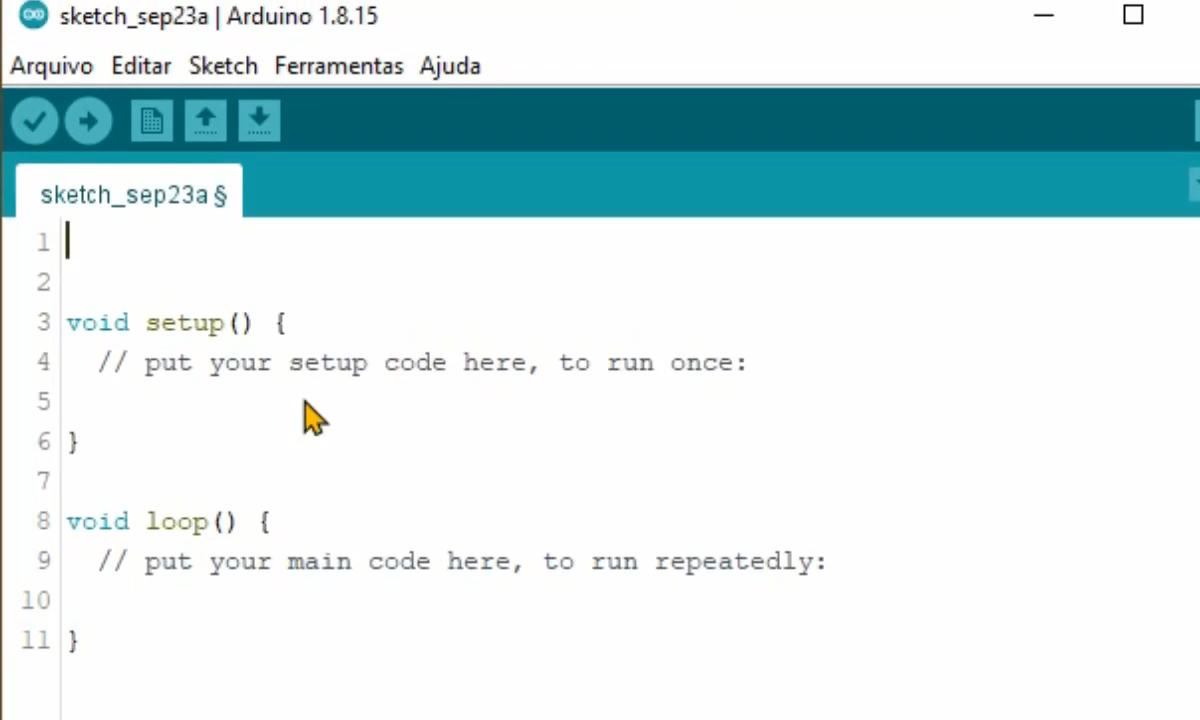 sketch_sep23a | Arduino 1.8.15
Arquivo Editar Sketch Ferramentas Ajuda
sketch_sep23a §
1
2
3 void setup() {
4 // put your setup code here, to run once:
5
6 }
7
8 void loop() {
9 // put your main code here, to run repeatedly:
10
11 }